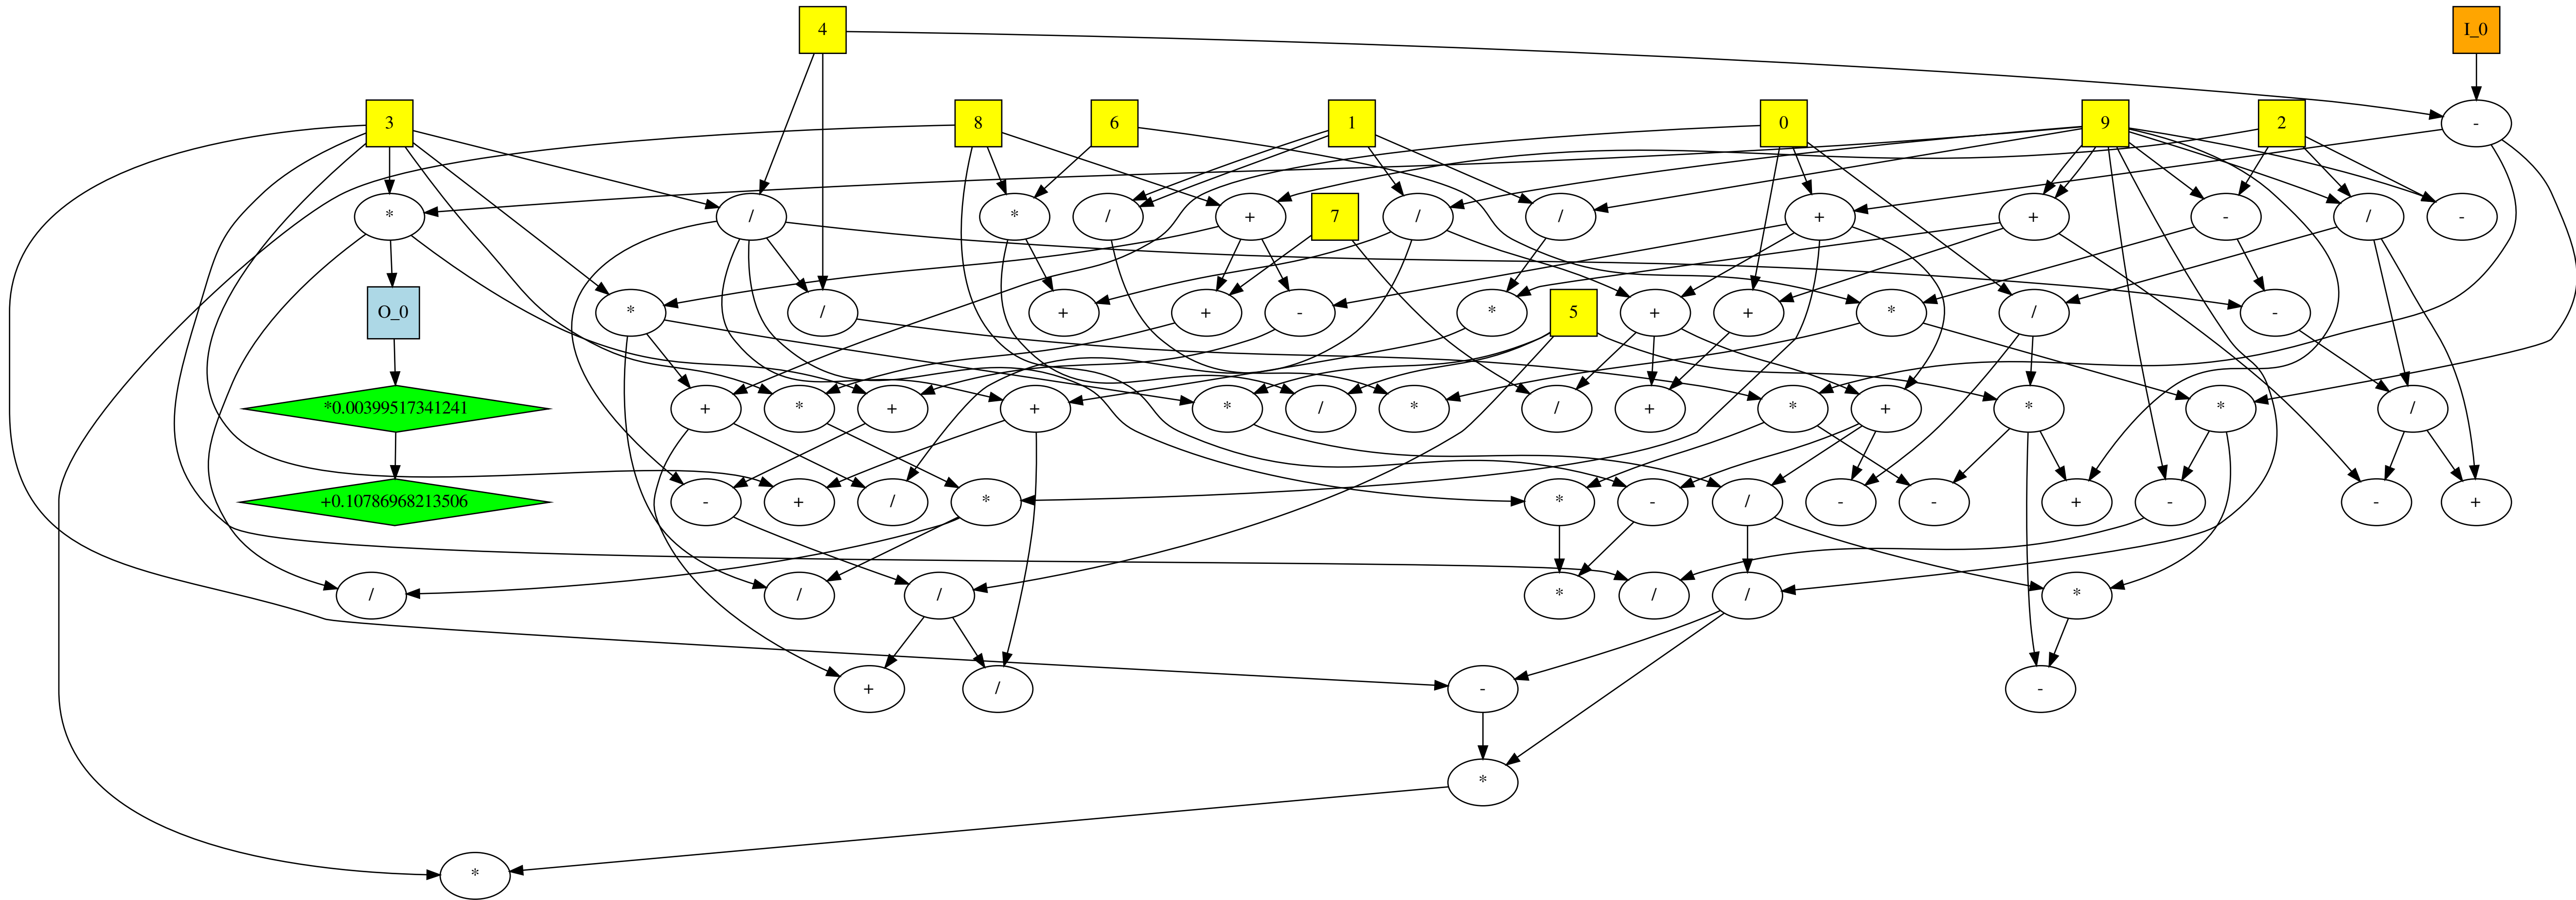 4 I_0
3 8 6 1 0 9 2 -
* / * / + 7 / / + + - / -
O_0 * / + + - * 5 + + * / -
*0.00399517341241 + * + + * / * / + * + * * /
+0.10786968213506 - + / * * - / - - + - - +
/ / / * / / *
+ / - -
*
*